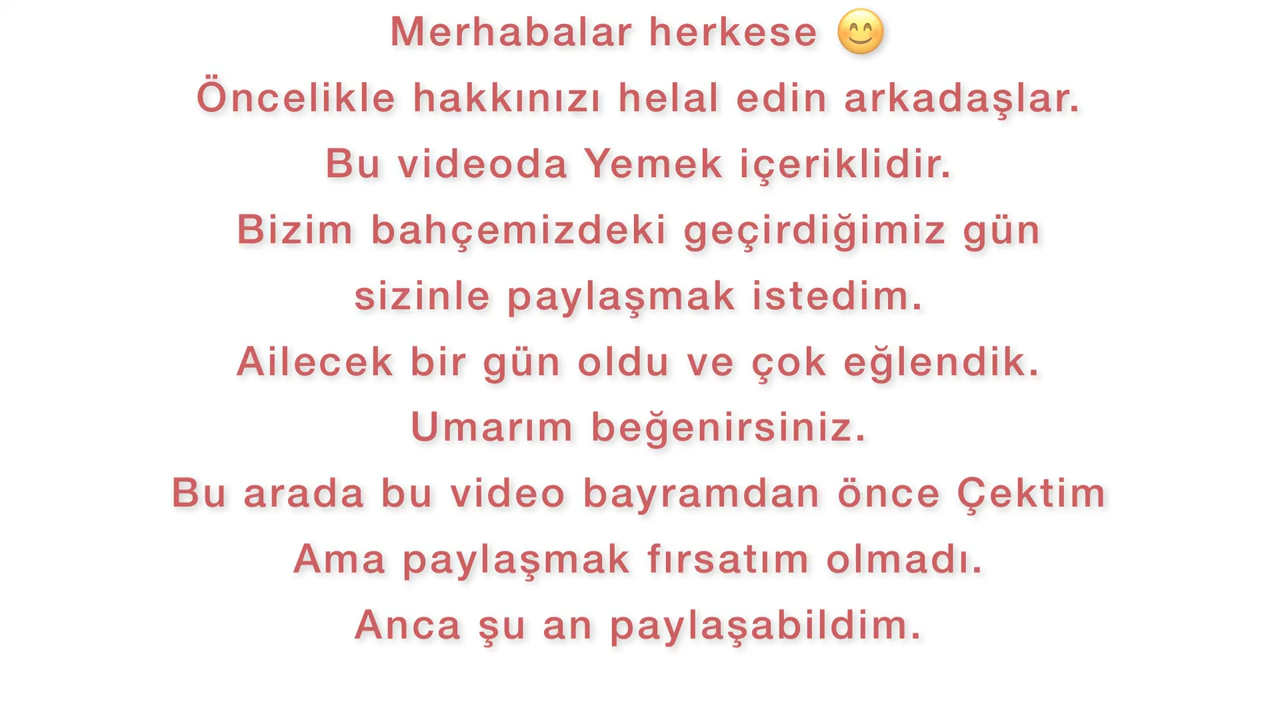 Merhabalar herkese 😊
Öncelikle hakkınızı helal edin arkadaşlar.
Bu videoda Yemek içeriklidir.
Bizim bahçemizdeki geçirdiğimiz gün
sizinle paylaşmak istedim.
Ailecek bir gün oldu ve çok eğlendik.
Umarım beğenirsiniz.
Bu arada bu video bayramdan önce Çektim
Ama paylaşmak fırsatım olmadı.
Anca şu an paylaşabildim.